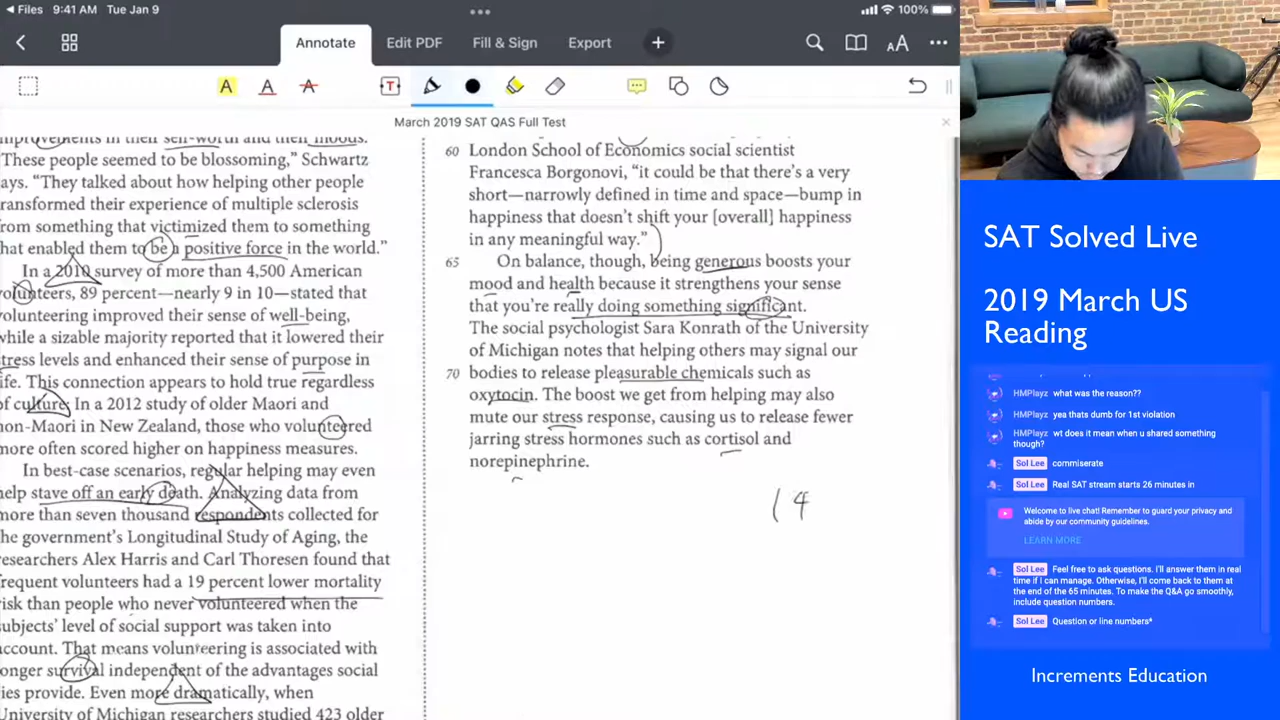 Files 9:41 AM Tue Jan 9
100%
Annotate
Edit PDF
Fill & Sign
Export
March 2019 SAT QAS Full Test
improvements in their self-worth and their moods.
"These people seemed to be blossoming," Schwartz
ays. "They talked about how helping other people
ransformed their experience of multiple sclerosis
rom something that victimized them to something
hat enabled them to be a positive force in the world."
In a 2010 survey of more than 4,500 American
volunteers, 89 percent—nearly 9 in 10—stated that
volunteering improved their sense of well-being,
while a sizable majority reported that it lowered their
stress levels and enhanced their sense of purpose in
ife. This connection appears to hold true regardless
of culture. In a 2012 study of older Maori and
non-Maori in New Zealand, those who volunteered
more often scored higher on happiness measures.
In best-case scenarios, regular helping may even
help stave off an early death. Analyzing data from
more than seven thousand respondents collected for
he government's Longitudinal Study of Aging, the
esearchers Alex Harris and Carl Thoresen found that
requent volunteers had a 19 percent lower mortality
risk than people who never volunteered when the
subjects' level of social support was taken into
account. That means volunteering is associated with
onger survival independent of the advantages social
ies provide. Even more dramatically, when
University of Michigan researchers studied 423 older
60 London School of Economics social scientist
Francesca Borgonovi, "it could be that there's a very
short—narrowly defined in time and space—bump in
happiness that doesn't shift your [overall] happiness
in any meaningful way."
65 On balance, though, being generous boosts your
mood and health because it strengthens your sense
that you're really doing something significant.
The social psychologist Sara Konrath of the University
of Michigan notes that helping others may signal our
70 bodies to release pleasurable chemicals such as
oxytocin. The boost we get from helping may also
mute our stress response, causing us to release fewer
jarring stress hormones such as cortisol and
norepinephrine.
14
SAT Solved Live
2019 March US
Reading
HMPlayz what was the reason??
HMPlayz yea thats dumb for 1st violation
HMPlayz wt does it mean when u shared something
though?
Sol Lee commiserate
Sol Lee Real SAT stream starts 26 minutes in
Welcome to live chat! Remember to guard your privacy and
abide by our community guidelines.
LEARN MORE
Sol Lee Feel free to ask questions. I'll answer them in real
time if I can manage. Otherwise, I'll come back to them at
the end of the 65 minutes. To make the Q&A go smoothly,
include question numbers.
Sol Lee Question or line numbers*
Increments Education